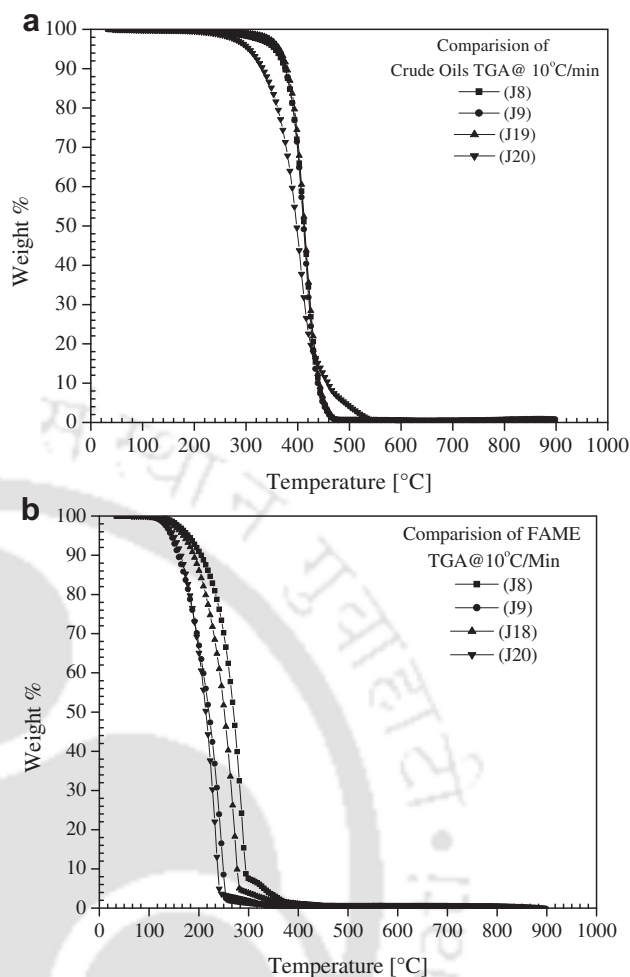 a
100
90
80
70
60
50
40
30
20
10
0
Weight %
Comparision of
Crude Oils TGA@ 10°C/min
(J8)
(J9)
(J19)
(J20)
0 100 200 300 400 500 600 700 800 900 1000
Temperature [°C]
b
100
90
80
70
60
50
40
30
20
10
0
Weight %
Comparision of FAME
TGA@10°C/Min
(J8)
(J9)
(J18)
(J20)
0 100 200 300 400 500 600 700 800 900 1000
Temperature [°C]